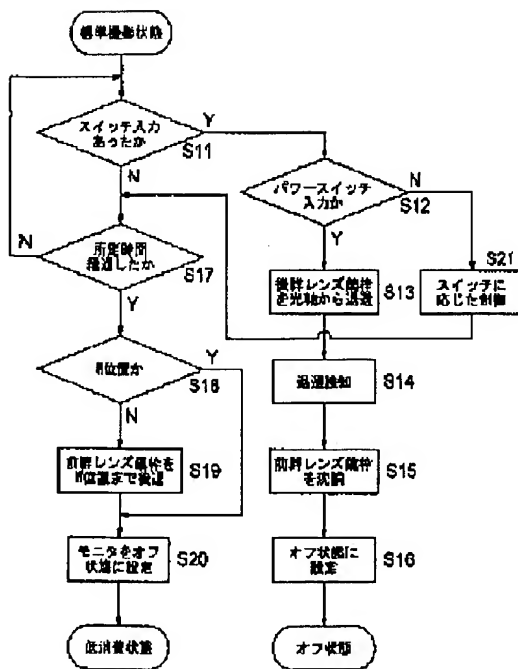 標準撮影状態
スイッチ入力
あったか
Y
S11
N
パワースイッチ
入力か
N
S12
Y
所定時間
経過したか
N
S17
Y
S21
スイッチに
応じた制御
後群レンズ鏡枠
を光軸から退避
S13
W位置か
Y
S18
N
退避検知
S14
前群レンズ鏡枠を
W位置まで後退
S19
前群レンズ鏡枠
を沈胴
S15
モニタをオフ
状態に設定
S20
オフ状態に
設定
S16
低消費状態
オフ状態